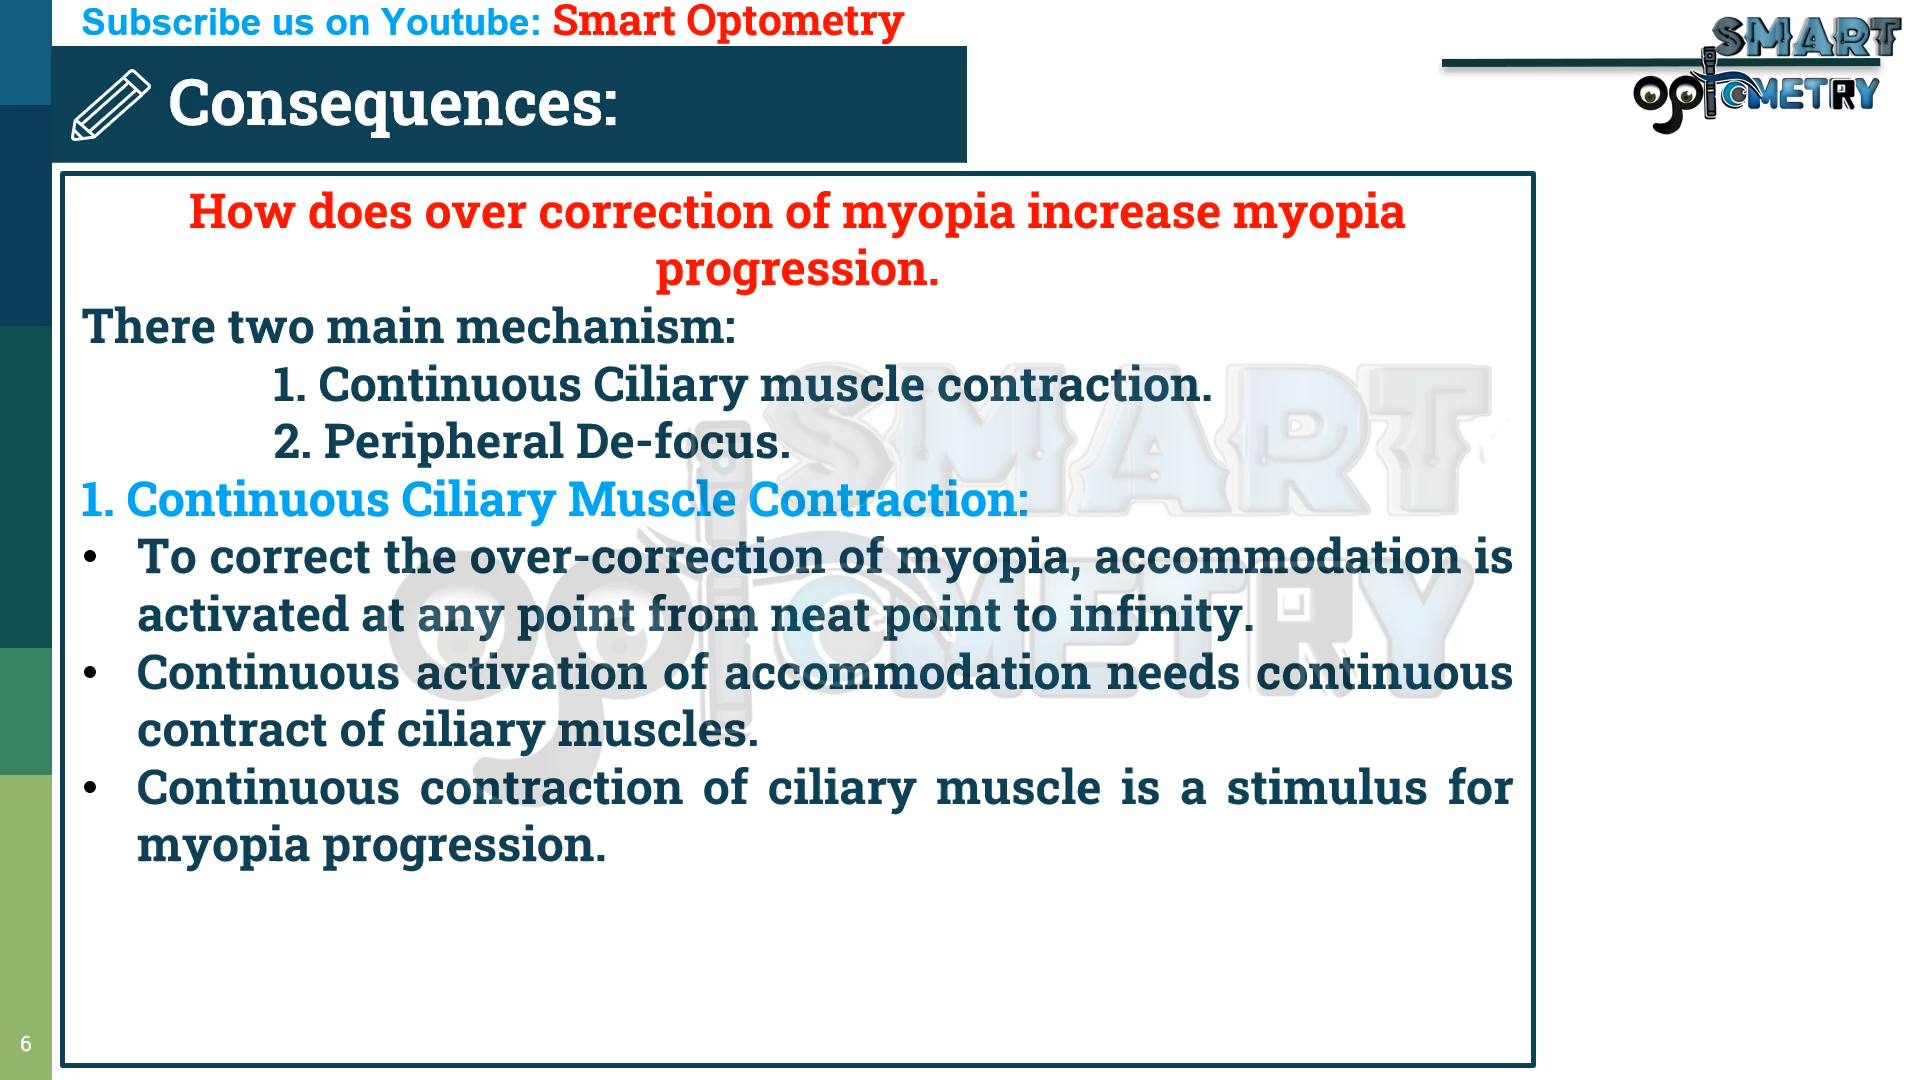 Subscribe us on Youtube: Smart Optometry
SMART
OptOMETRY
Consequences:
How does over correction of myopia increase myopia
progression.
There two main mechanism:
1. Continuous Ciliary muscle contraction.
2. Peripheral De-focus.
1. Continuous Ciliary Muscle Contraction:
• To correct the over-correction of myopia, accommodation is
activated at any point from neat point to infinity.
• Continuous activation of accommodation needs continuous
contract of ciliary muscles.
• Continuous contraction of ciliary muscle is a stimulus for
myopia progression.
SMART
optOMETRY
6